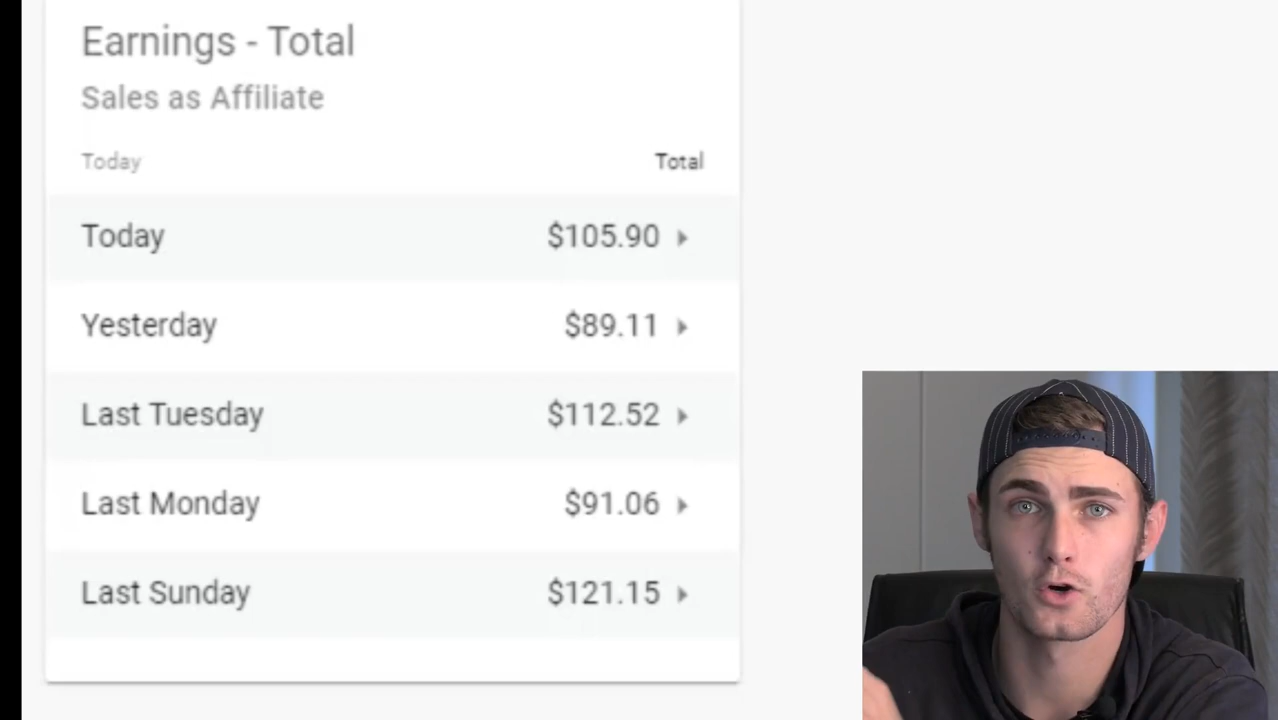 Earnings - Total
Sales as Affiliate
Today Total
Today $105.90
Yesterday $89.11
Last Tuesday $112.52
Last Monday $91.06
Last Sunday $121.15